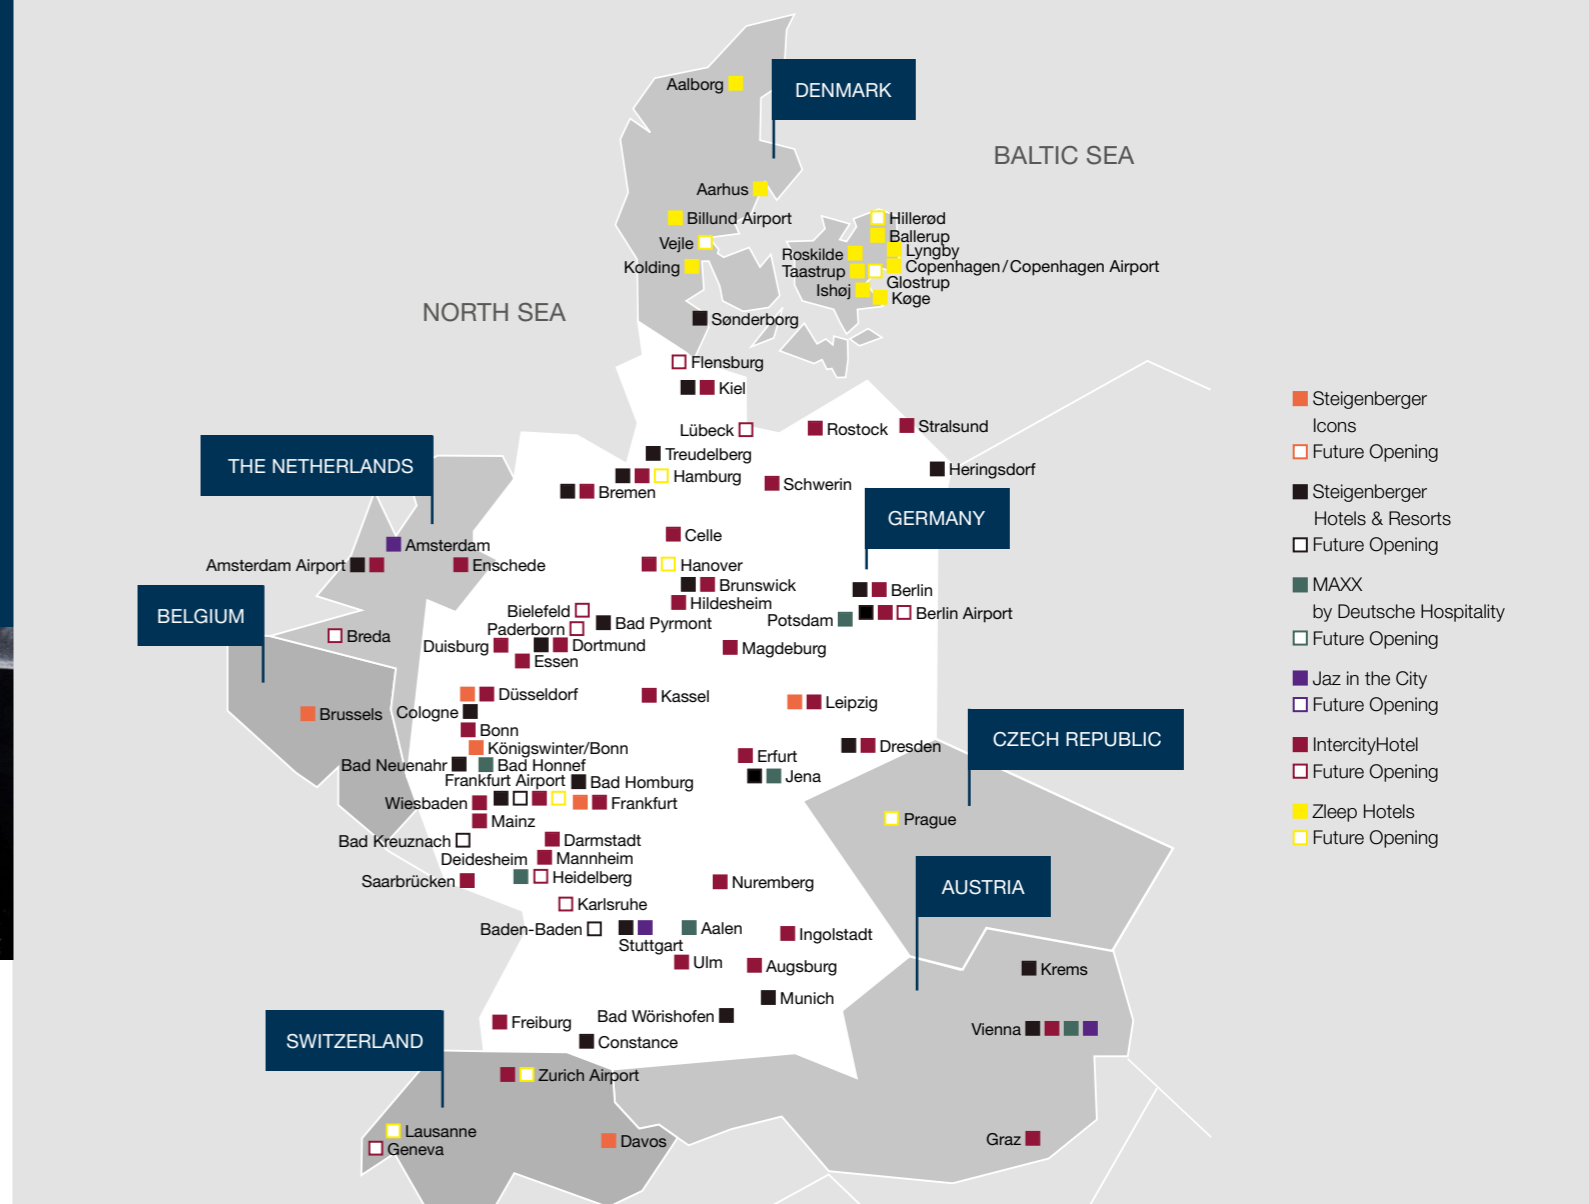 Aalborg
DENMARK
BALTIC SEA
Aarhus
Billund Airport
Hillerød
Ballerup
Vejle
Lyngby
Roskilde
Kolding
Copenhagen/Copenhagen Airport
Taastrup
Glostrup
Ishøj
Køge
NORTH SEA
Sønderborg
Flensburg
Kiel
Lübeck
Rostock
Stralsund
Treudelberg
THE NETHERLANDS
Heringsdorf
Hamburg
Schwerin
Bremen
GERMANY
Celle
Amsterdam
Amsterdam Airport
Enschede
Hanover
Brunswick
Berlin
Hildesheim
BELGIUM
Bielefeld
Berlin Airport
Potsdam
Bad Pyrmont
Paderborn
Breda
Duisburg
Dortmund
Magdeburg
Essen
Düsseldorf
Kassel
Leipzig
Brussels
Cologne
Bonn
CZECH REPUBLIC
Königswinter/Bonn
Dresden
Erfurt
Bad Neuenahr
Bad Honnef
Jena
Frankfurt Airport
Bad Homburg
Wiesbaden
Frankfurt
Mainz
Prague
Bad Kreuznach
Darmstadt
Deidesheim
Mannheim
Saarbrücken
Heidelberg
Nuremberg
AUSTRIA
Karlsruhe
Baden-Baden
Aalen
Stuttgart
Ingolstadt
Ulm
Augsburg
Krems
Munich
Bad Wörishofen
Freiburg
Vienna
SWITZERLAND
Constance
Zurich Airport
Lausanne
Geneva
Davos
Graz
Steigenberger
Icons
Future Opening
Steigenberger
Hotels & Resorts
Future Opening
MAXX
by Deutsche Hospitality
Future Opening
Jaz in the City
Future Opening
IntercityHotel
Future Opening
Zleep Hotels
Future Opening